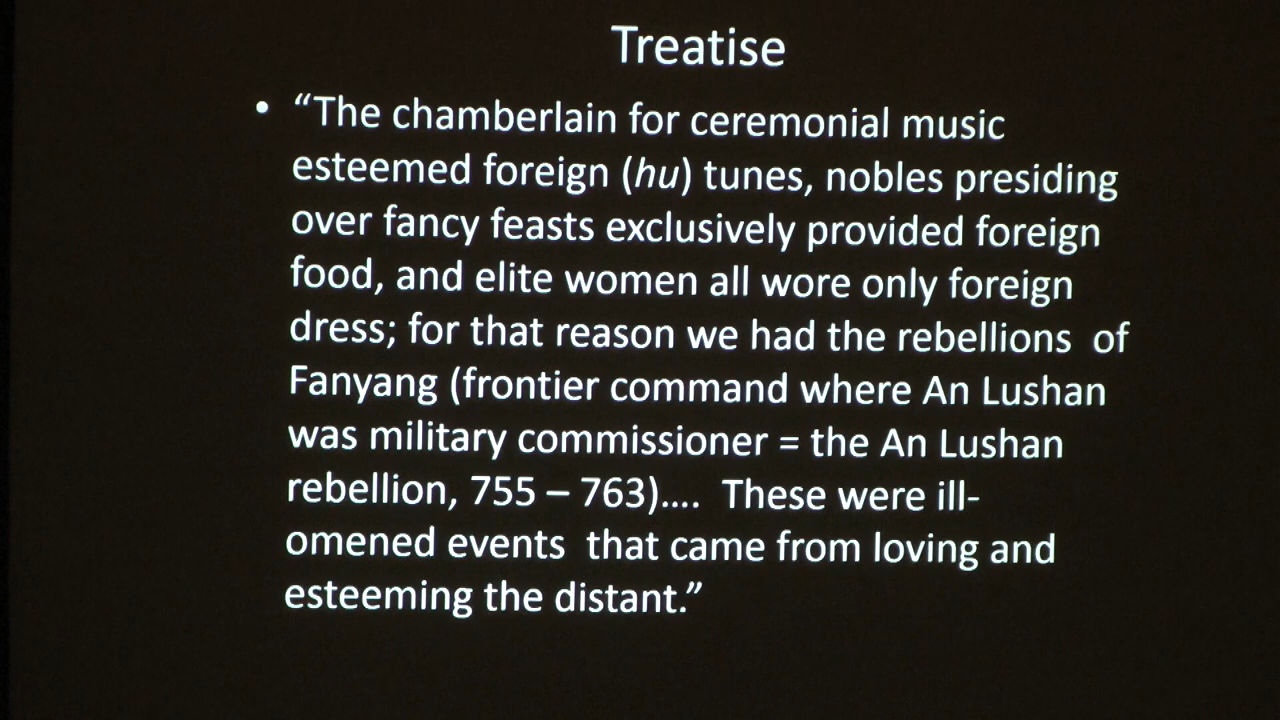 Treatise
• “The chamberlain for ceremonial music
esteemed foreign (hu) tunes, nobles presiding
over fancy feasts exclusively provided foreign
food, and elite women all wore only foreign
dress; for that reason we had the rebellions  of
Fanyang (frontier command where An Lushan
was military commissioner = the An Lushan
rebellion, 755 – 763)....  These were ill-
omened events  that came from loving and
esteeming the distant.”